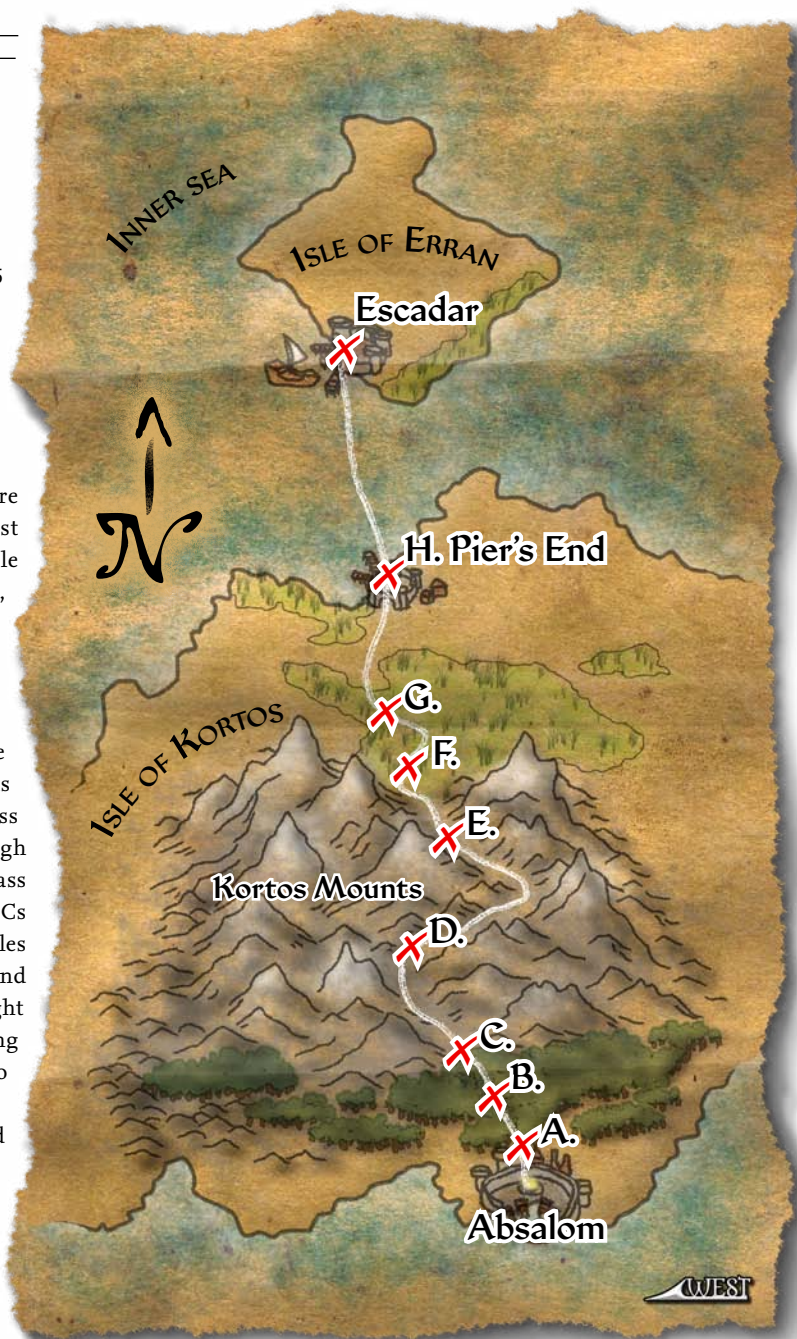 INNER SEA
ISLE OF ERRAN
Escadar
N
H. Pier's End
G.
ISLE OF KORTOS
F.
E.
Kortos Mounts
D.
C.
B.
A.
Absalom
WEST